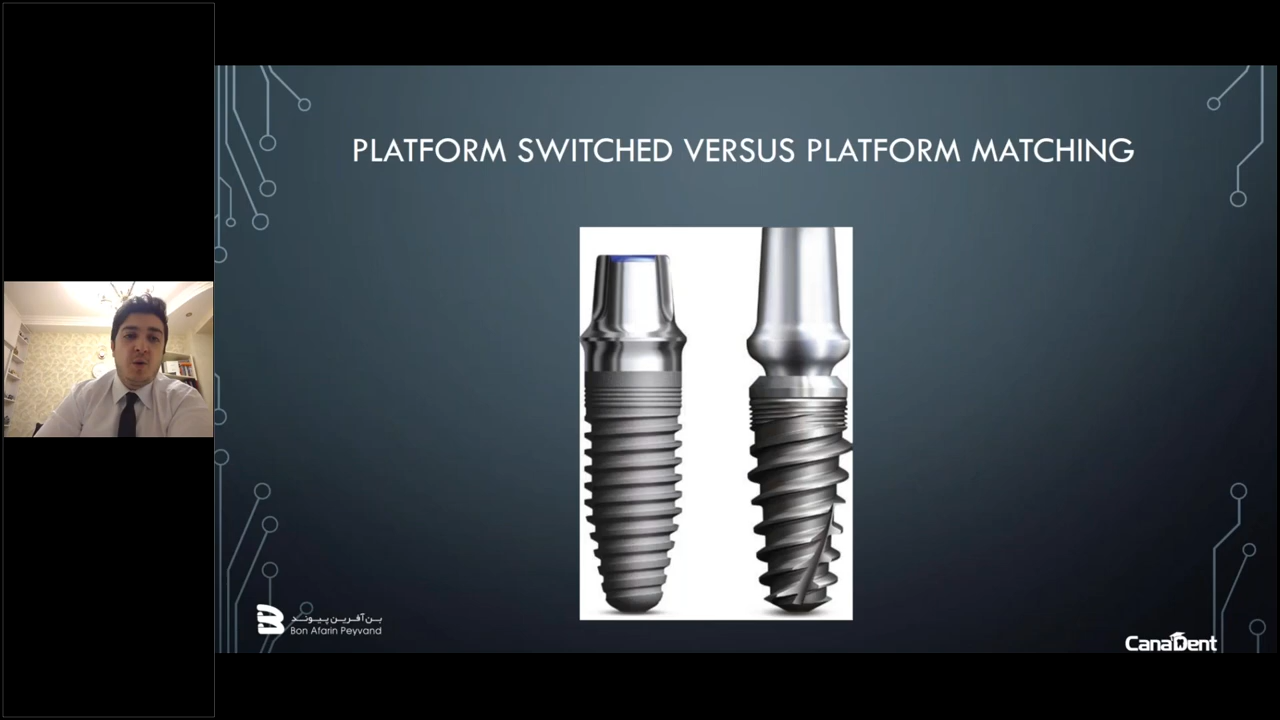 PLATFORM SWITCHED VERSUS PLATFORM MATCHING
بن‌آفرین پیوند
Bon Afarin Peyvand
CanaDent